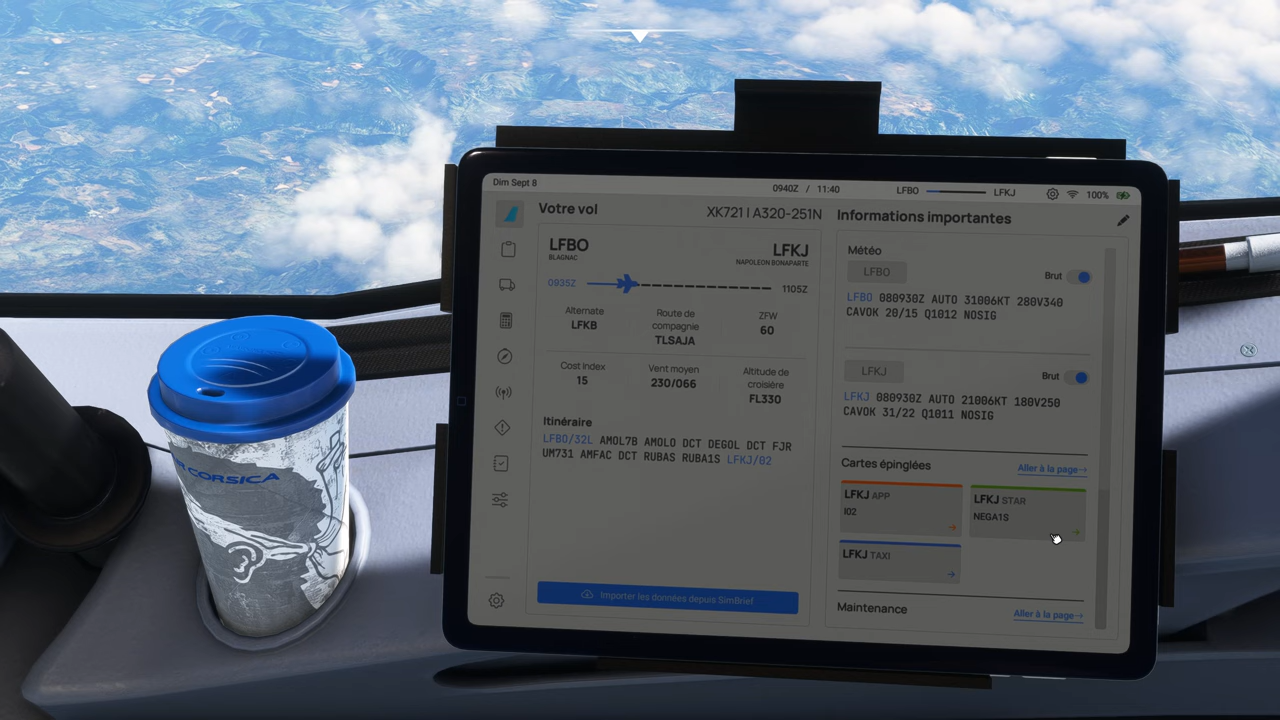 Dim Sept 8
0940Z / 11:40
LFBO
LFKJ
100%
Votre vol
XK721 | A320-251N
LFBO
BLAGNAC
LFKJ
NAPOLEON BONAPARTE
0935Z
1105Z
Alternate
LFKB
Route de
compagnie
TLSAJA
ZFW
60
Cost Index
15
Vent moyen
230/066
Altitude de
croisière
FL330
Itinéraire
LFBO/32L AMOL7B AMOLO DCT DEGOL DCT FJR
UM731 AMFAC DCT RUBAS RUBA1S LFKJ/02
Importer les données depuis SimBrief
Informations importantes
Météo
LFBO
Brut
LFBO 080930Z AUTO 31006KT 280V340
CAVOK 20/15 Q1012 NOSIG
LFKJ
Brut
LFKJ 080930Z AUTO 21006KT 180V250
CAVOK 31/22 Q1011 NOSIG
Cartes épinglées
Aller à la page→
LFKJ APP
I02
LFKJ STAR
NEGA1S
LFKJ TAXI
Maintenance
Aller à la page→
CORSICA